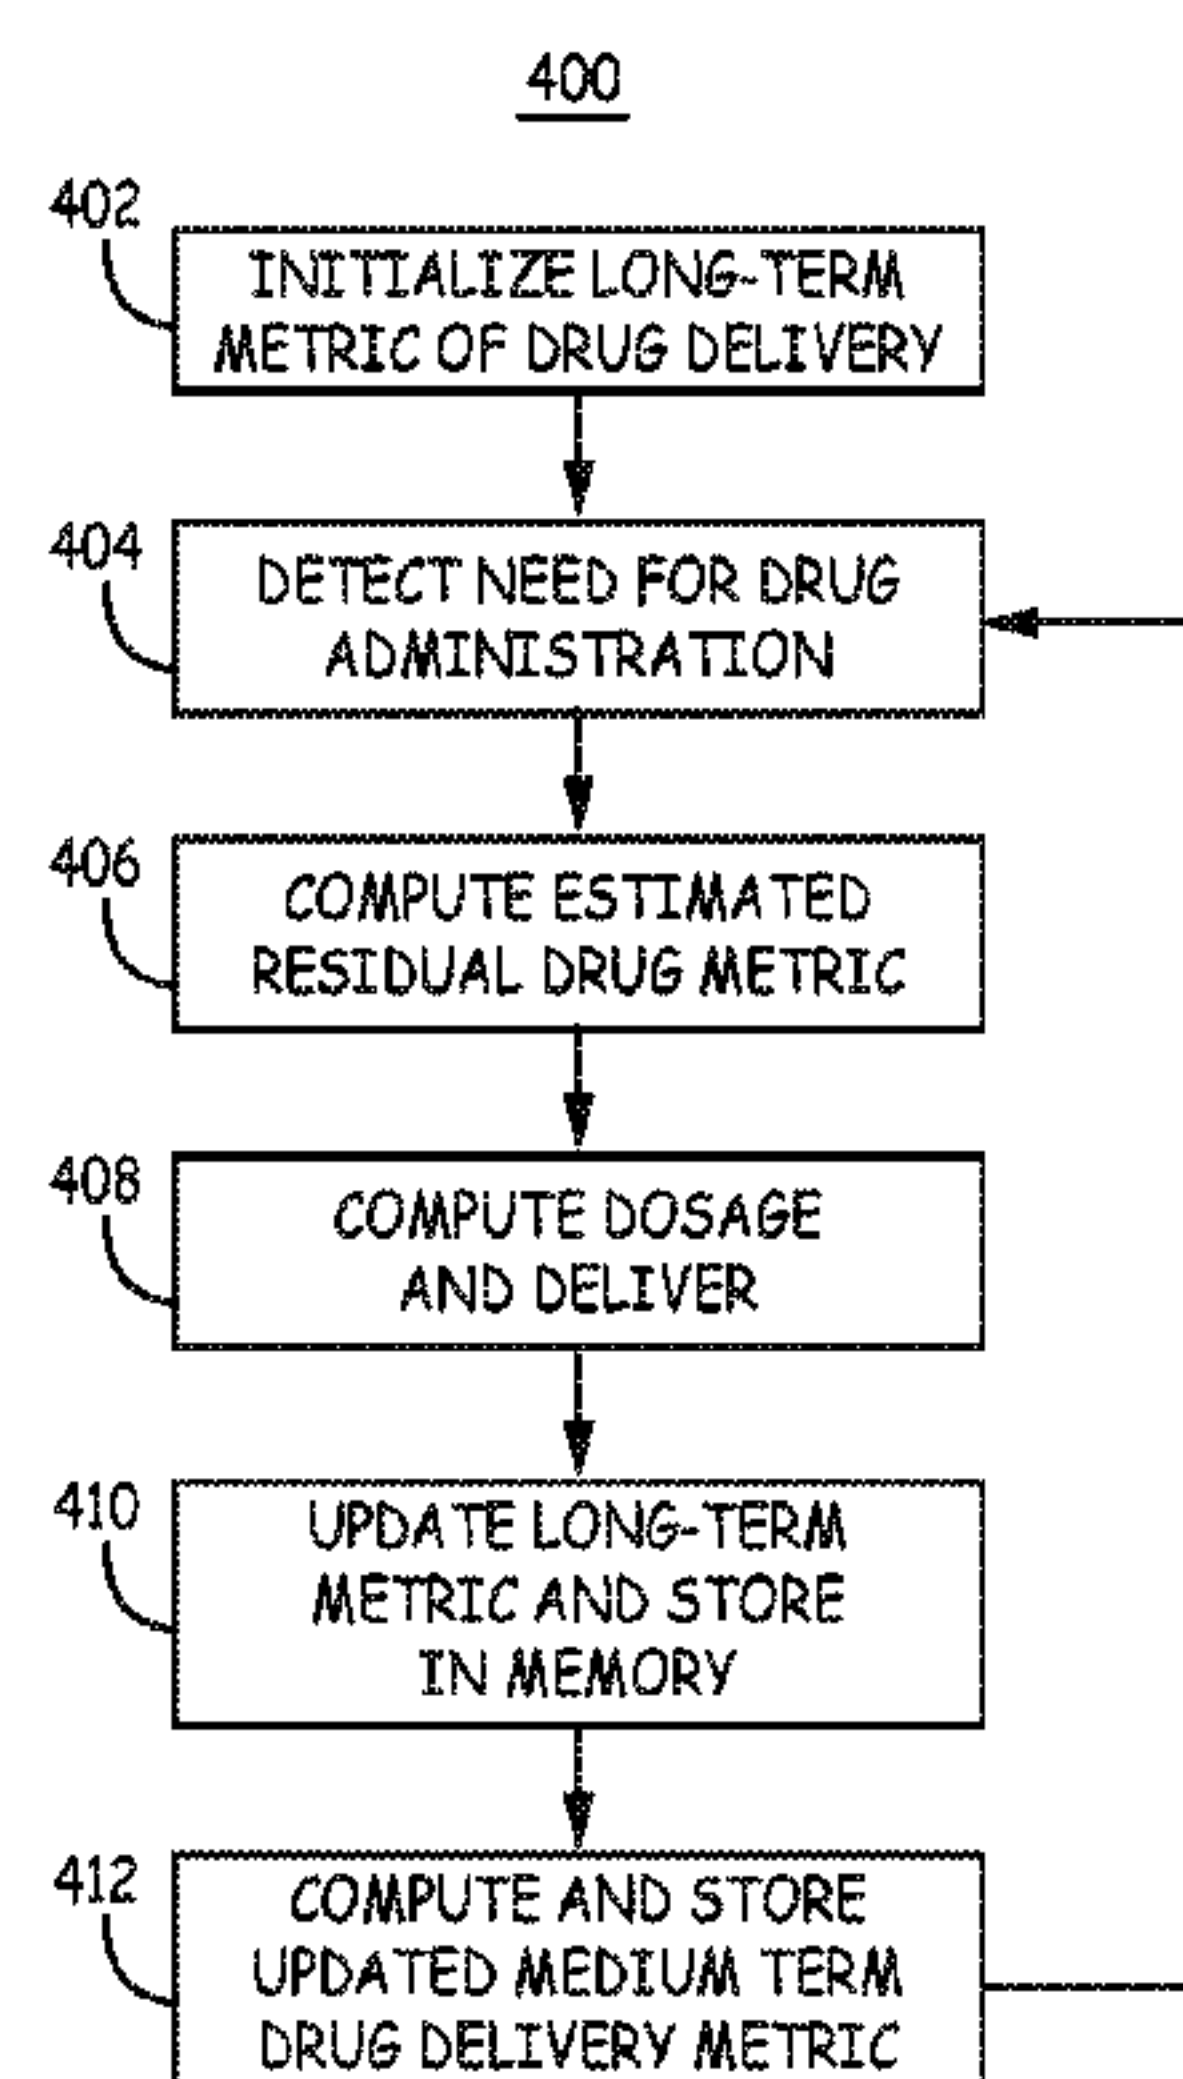 400
402
INITIALIZE LONG-TERM
METRIC OF DRUG DELIVERY
404
DETECT NEED FOR DRUG
ADMINISTRATION
406
COMPUTE ESTIMATED
RESIDUAL DRUG METRIC
408
COMPUTE DOSAGE
AND DELIVER
410
UPDATE LONG-TERM
METRIC AND STORE
IN MEMORY
412
COMPUTE AND STORE
UPDATED MEDIUM TERM
DRUG DELIVERY METRIC